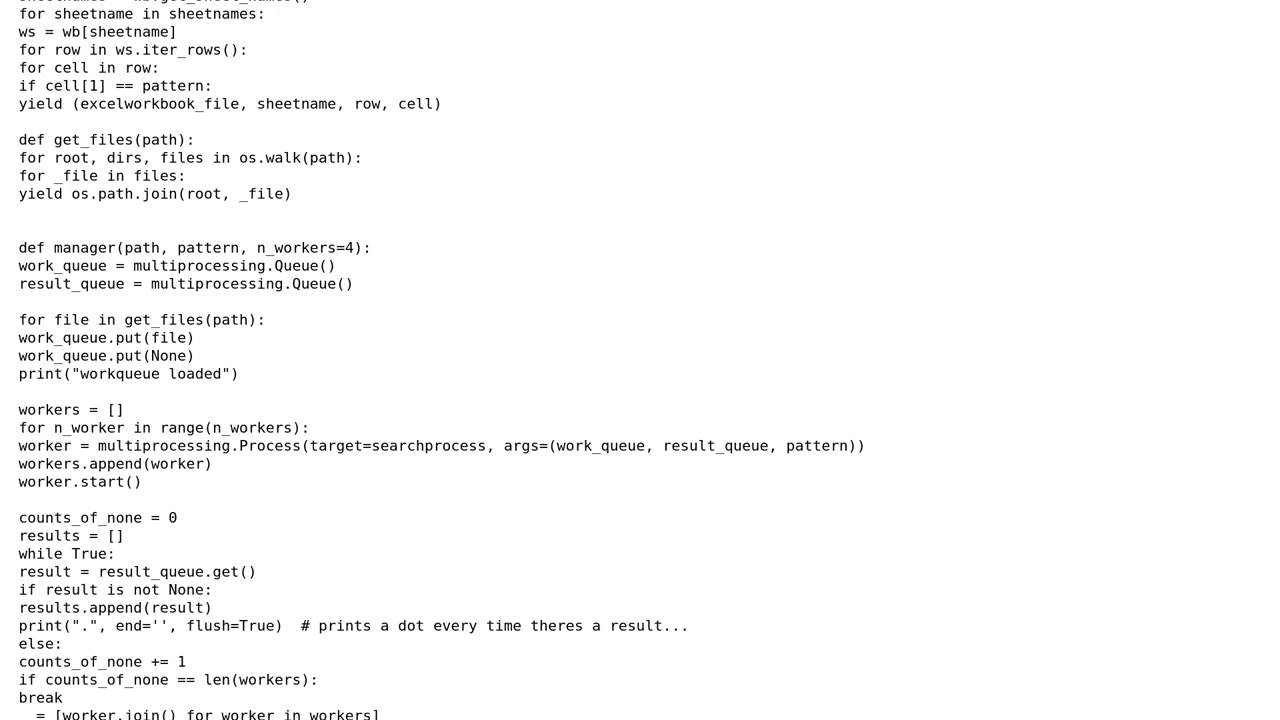 for sheetname in sheetnames:
ws = wb[sheetname]
for row in ws.iter_rows():
for cell in row:
if cell[1] == pattern:
yield (excelworkbook_file, sheetname, row, cell)
def get_files(path):
for root, dirs, files in os.walk(path):
for _file in files:
yield os.path.join(root, _file)
def manager(path, pattern, n_workers=4):
work_queue = multiprocessing.Queue()
result_queue = multiprocessing.Queue()
for file in get_files(path):
work_queue.put(file)
work_queue.put(None)
print("workqueue loaded")
workers = []
for n_worker in range(n_workers):
worker = multiprocessing.Process(target=searchprocess, args=(work_queue, result_queue, pattern))
workers.append(worker)
worker.start()
counts_of_none = 0
results = []
while True:
result = result_queue.get()
if result is not None:
results.append(result)
print(".", end='', flush=True)  # prints a dot every time theres a result...
else:
counts_of_none += 1
if counts_of_none == len(workers):
break
= [worker.join() for worker in workers]